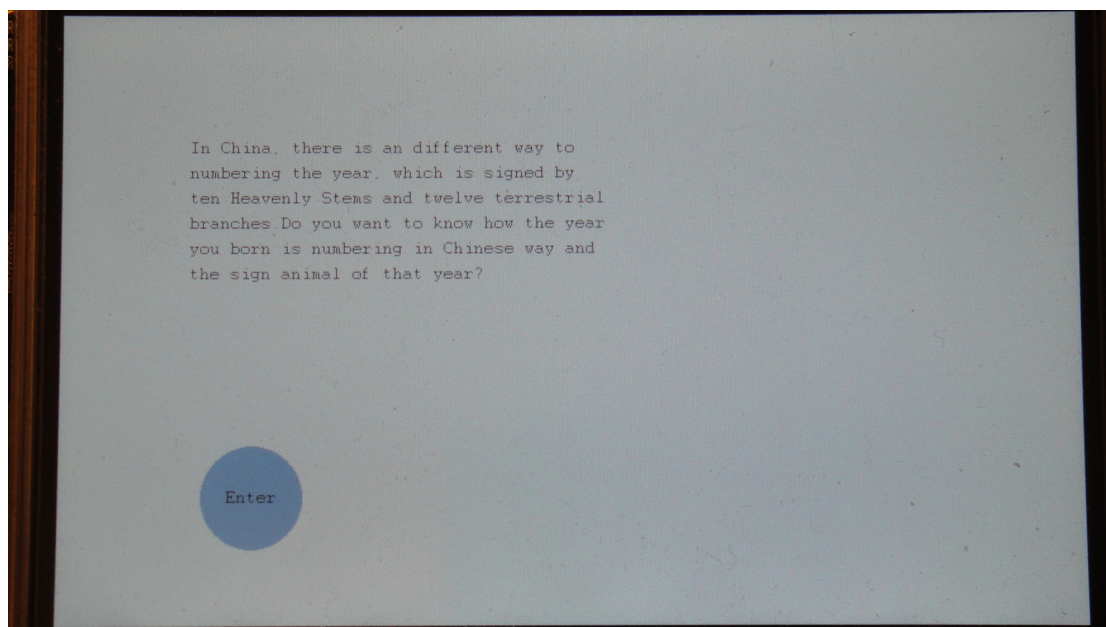 In China, there is an different way to
numbering the year, which is signed by
ten Heavenly Stems and twelve terrestrial
branches.Do you want to know how the year
you born is numbering in Chinese way and
the sign animal of that year?
Enter